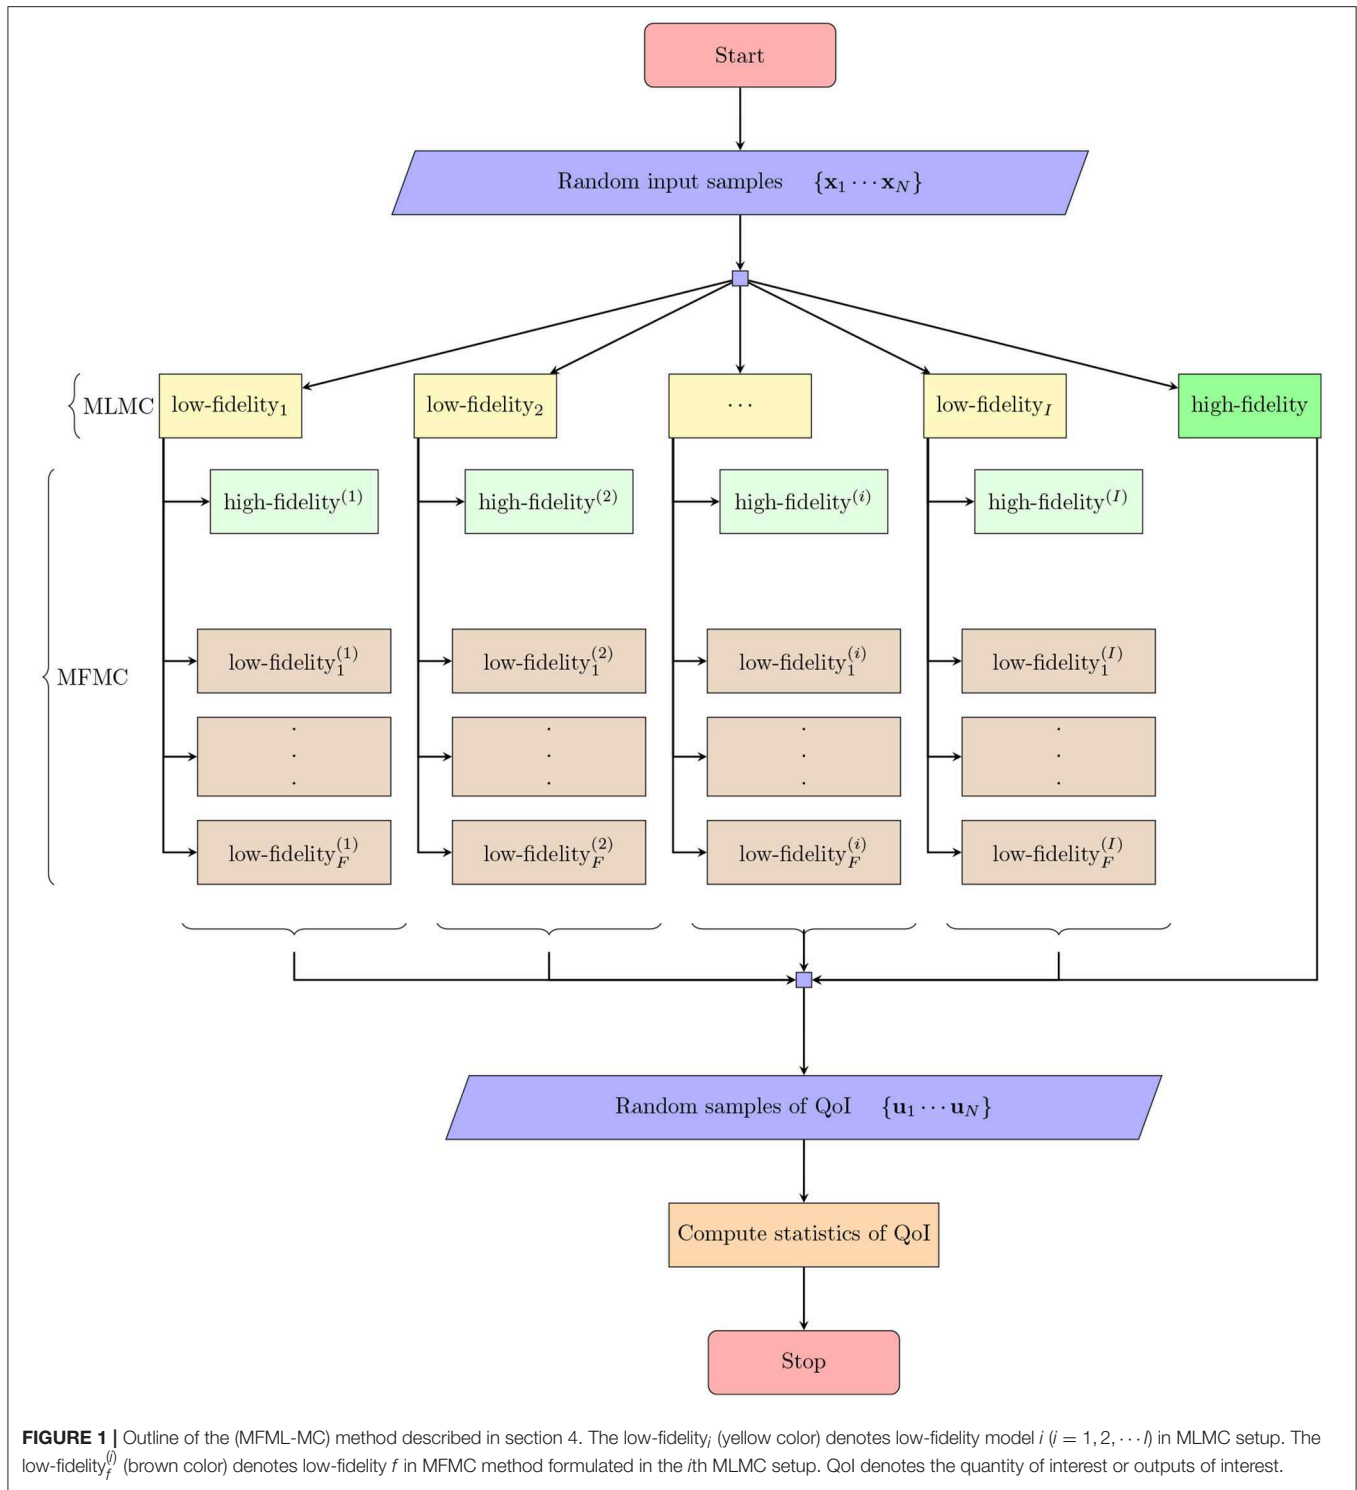 Start
Random input samples {x₁ ⋯ x_N}
MLMC
low-fidelity₁
low-fidelity₂
⋯
low-fidelity_I
high-fidelity
MFMC
high-fidelity⁽¹⁾
high-fidelity⁽²⁾
high-fidelity⁽ⁱ⁾
high-fidelity^(I)
low-fidelity₁⁽¹⁾
low-fidelity₁⁽²⁾
low-fidelity₁⁽ⁱ⁾
low-fidelity₁^(I)
low-fidelity_F⁽¹⁾
low-fidelity_F⁽²⁾
low-fidelity_F⁽ⁱ⁾
low-fidelity_F^(I)
Random samples of QoI {u₁ ⋯ u_N}
Compute statistics of QoI
Stop
FIGURE 1 | Outline of the (MFML-MC) method described in section 4. The low-fidelityᵢ (yellow color) denotes low-fidelity model i (i = 1, 2, ⋯ I) in MLMC setup. The
low-fidelity_f^(i) (brown color) denotes low-fidelity f in MFMC method formulated in the ith MLMC setup. QoI denotes the quantity of interest or outputs of interest.